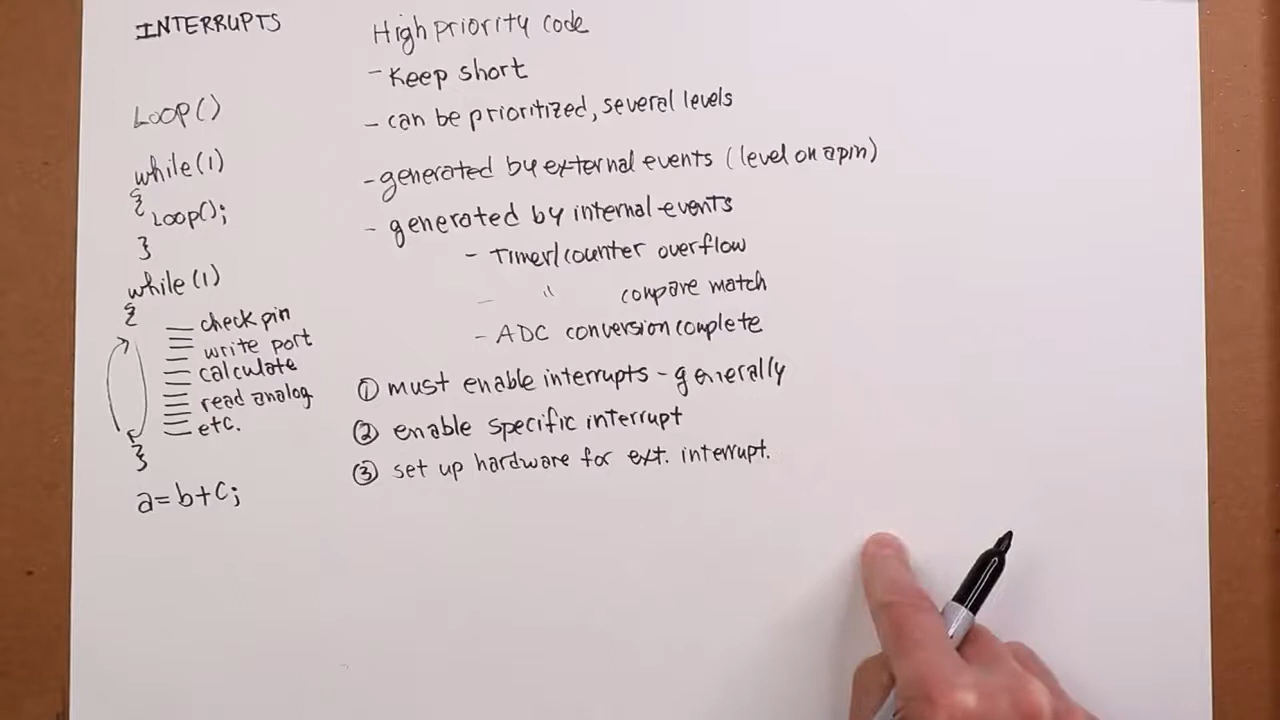 INTERRUPTS
Loop()
while(1)
{
Loop();
}
while(1)
{
check pin
write port
calculate
read analog
etc.
}
a=b+c;
High priority code
- Keep short
- can be prioritized, several levels
- generated by external events (level on a pin)
- generated by internal events
- Timer/counter overflow
- " compare match
- ADC conversion complete
① must enable interrupts - generally
② enable specific interrupt
③ set up hardware for ext. interrupt.